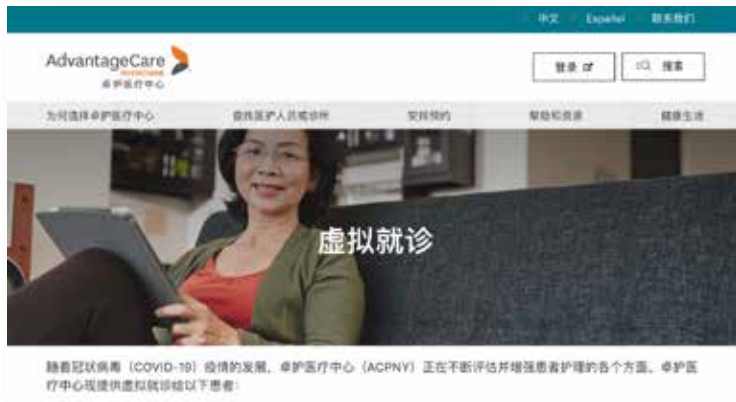 中文 Español 联系我们
AdvantageCare
PHYSICIANS
卓护医疗中心
登录 搜索
为何选择卓护医疗中心 查找医护人员或诊所 安排预约 帮助和资源 健康生活
虚拟就诊
随着冠状病毒（COVID-19）疫情的发展，卓护医疗中心（ACPNY）正在不断评估并增强患者护理的各个方面。卓护医
疗中心现提供虚拟就诊给以下患者：